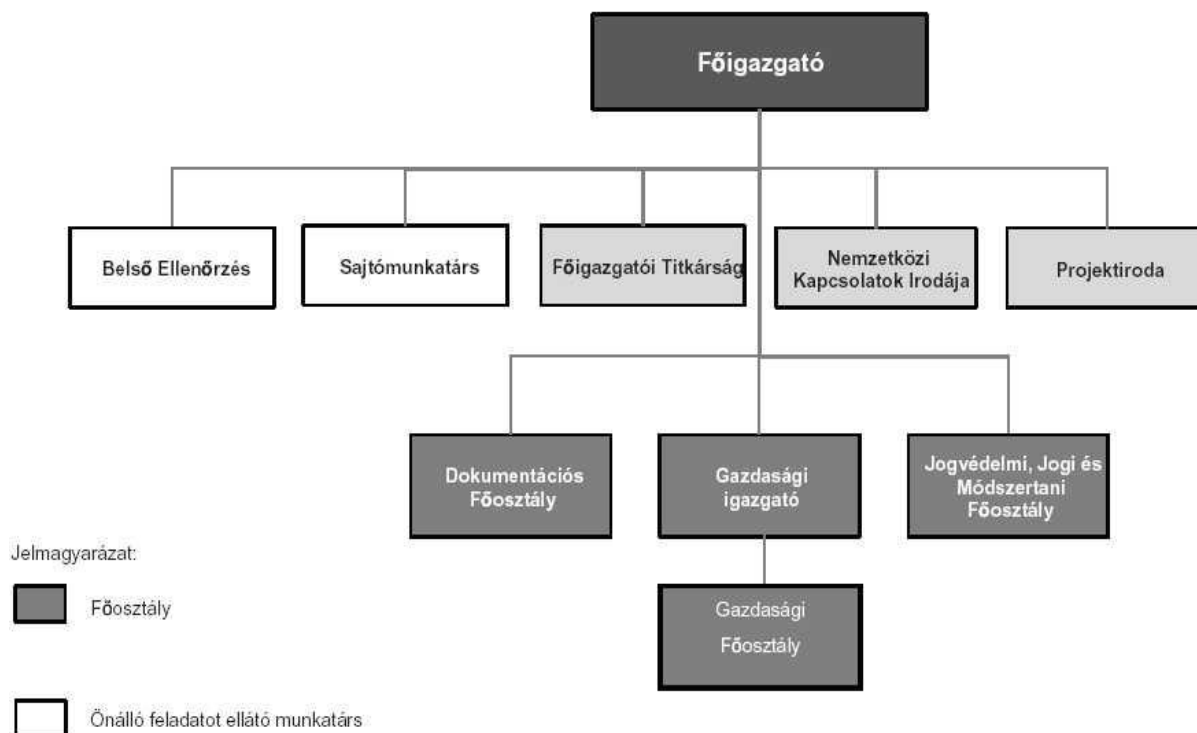 Főigazgató
Belső Ellenőrzés
Sajtómunkatárs
Főigazgatói Titkárság
Nemzetközi
Kapcsolatok Irodája
Projektiroda
Dokumentációs
Főosztály
Gazdasági
igazgató
Jogvédelmi, Jogi és
Módszertani
Főosztály
Gazdasági
Főosztály
Jelmagyarázat:
Főosztály
Önálló feladatot ellátó munkatárs